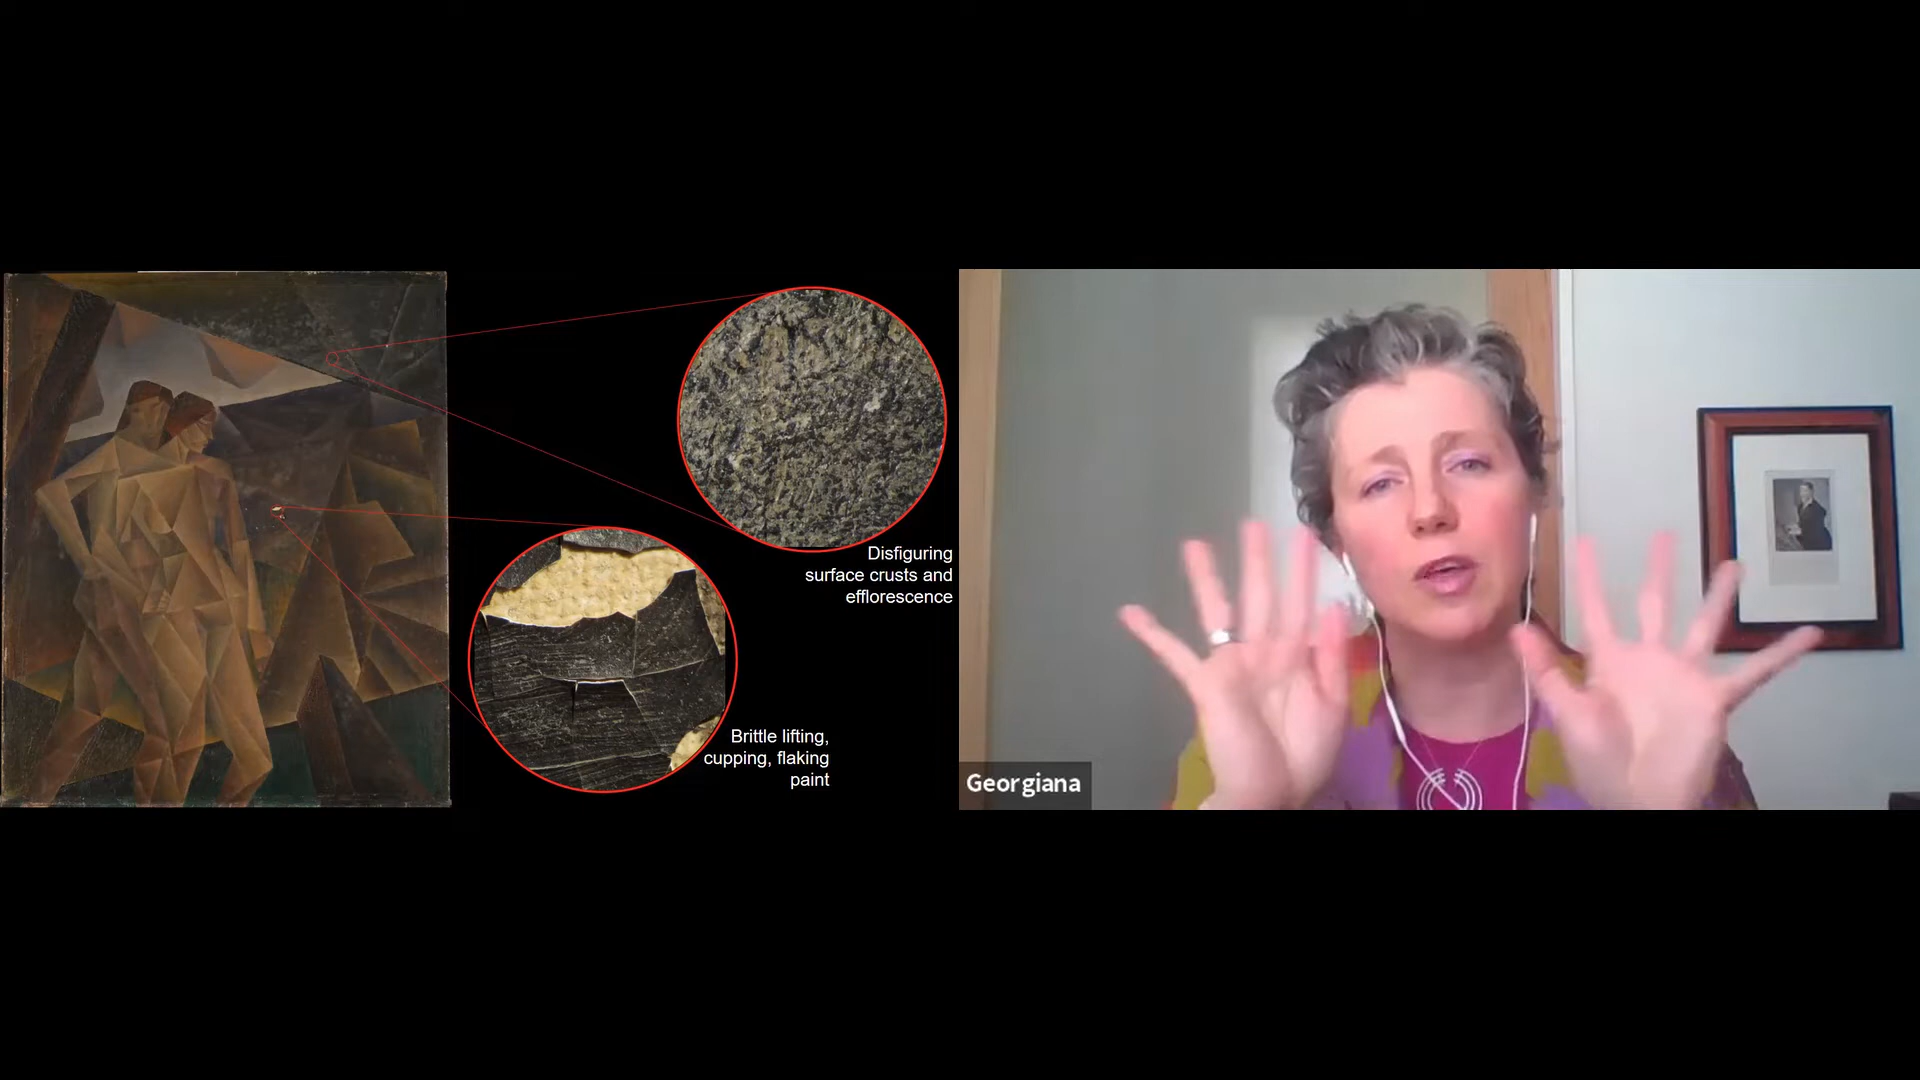 Disfiguring
surface crusts and
efflorescence
Brittle lifting,
cupping, flaking
paint
Georgiana